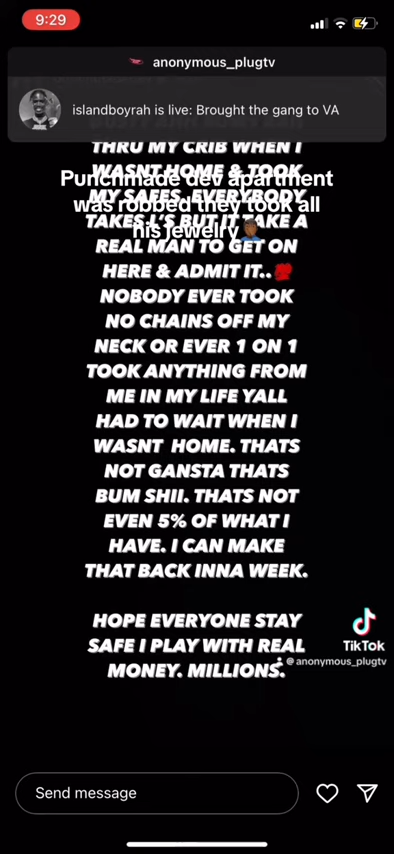 9:29
anonymous_plugtv
islandboyrah is live: Brought the gang to VA
THRU MY CRIB WHEN I
WASNT HOME & TOOK
Punchmade dev apartment
MY SAFES. EVERYBODY
was robbed they took all
TAKES L'S BUT IT TAKE A
his jewelry🤦🏾‍♂️
REAL MAN TO GET ON
HERE & ADMIT IT..💯
NOBODY EVER TOOK
NO CHAINS OFF MY
NECK OR EVER 1 ON 1
TOOK ANYTHING FROM
ME IN MY LIFE YALL
HAD TO WAIT WHEN I
WASNT HOME. THATS
NOT GANSTA THATS
BUM SHII. THATS NOT
EVEN 5% OF WHAT I
HAVE. I CAN MAKE
THAT BACK INNA WEEK.
HOPE EVERYONE STAY
SAFE I PLAY WITH REAL
MONEY. MILLIONS.
TikTok
@anonymous_plugtv
Send message